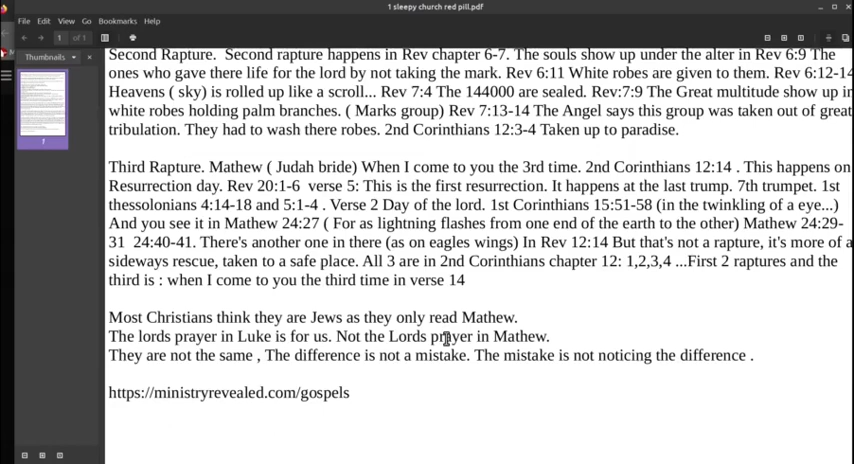 1 sleepy church red pill.pdf
File Edit View Go Bookmarks Help
1 of 1
Thumbnails
1
Second Rapture. Second rapture happens in Rev chapter 6-7. The souls show up under the alter in Rev 6:9 The
ones who gave there life for the lord by not taking the mark. Rev 6:11 White robes are given to them. Rev 6:12-14
Heavens ( sky) is rolled up like a scroll... Rev 7:4 The 144000 are sealed. Rev:7:9 The Great multitude show up in
white robes holding palm branches. ( Marks group) Rev 7:13-14 The Angel says this group was taken out of great
tribulation. They had to wash there robes. 2nd Corinthians 12:3-4 Taken up to paradise.
Third Rapture. Mathew ( Judah bride) When I come to you the 3rd time. 2nd Corinthians 12:14 . This happens on
Resurrection day. Rev 20:1-6 verse 5: This is the first resurrection. It happens at the last trump. 7th trumpet. 1st
thessolonians 4:14-18 and 5:1-4 . Verse 2 Day of the lord. 1st Corinthians 15:51-58 (in the twinkling of a eye...)
And you see it in Mathew 24:27 ( For as lightning flashes from one end of the earth to the other) Mathew 24:29-
31 24:40-41. There's another one in there (as on eagles wings) In Rev 12:14 But that's not a rapture, it's more of a
sideways rescue, taken to a safe place. All 3 are in 2nd Corinthians chapter 12: 1,2,3,4 ...First 2 raptures and the
third is : when I come to you the third time in verse 14
Most Christians think they are Jews as they only read Mathew.
The lords prayer in Luke is for us. Not the Lords prayer in Mathew.
They are not the same , The difference is not a mistake. The mistake is not noticing the difference .
https://ministryrevealed.com/gospels